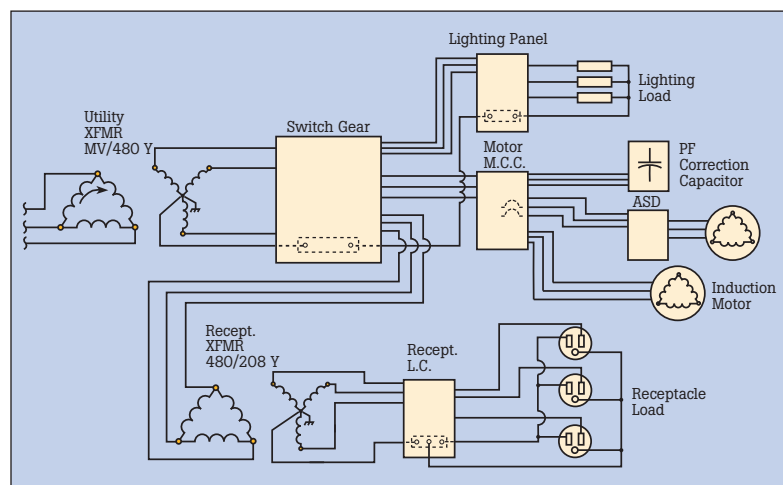 Lighting Panel
Lighting
Load
Utility
XFMR
MV/480 Y
Switch Gear
Motor
M.C.C.
PF
Correction
Capacitor
ASD
Induction
Motor
Recept.
XFMR
480/208 Y
Recept.
L.C.
Receptacle
Load